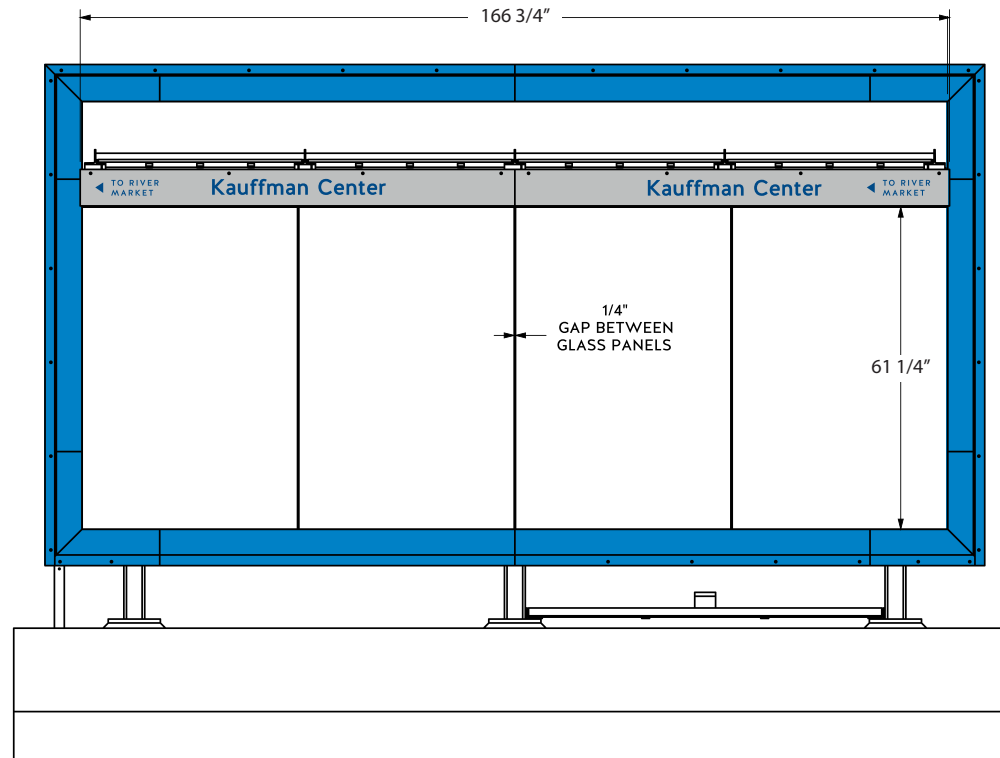 166 3/4”
◀ TO RIVER
MARKET
Kauffman Center
Kauffman Center
◀ TO RIVER
MARKET
1/4"
GAP BETWEEN
GLASS PANELS
61 1/4”